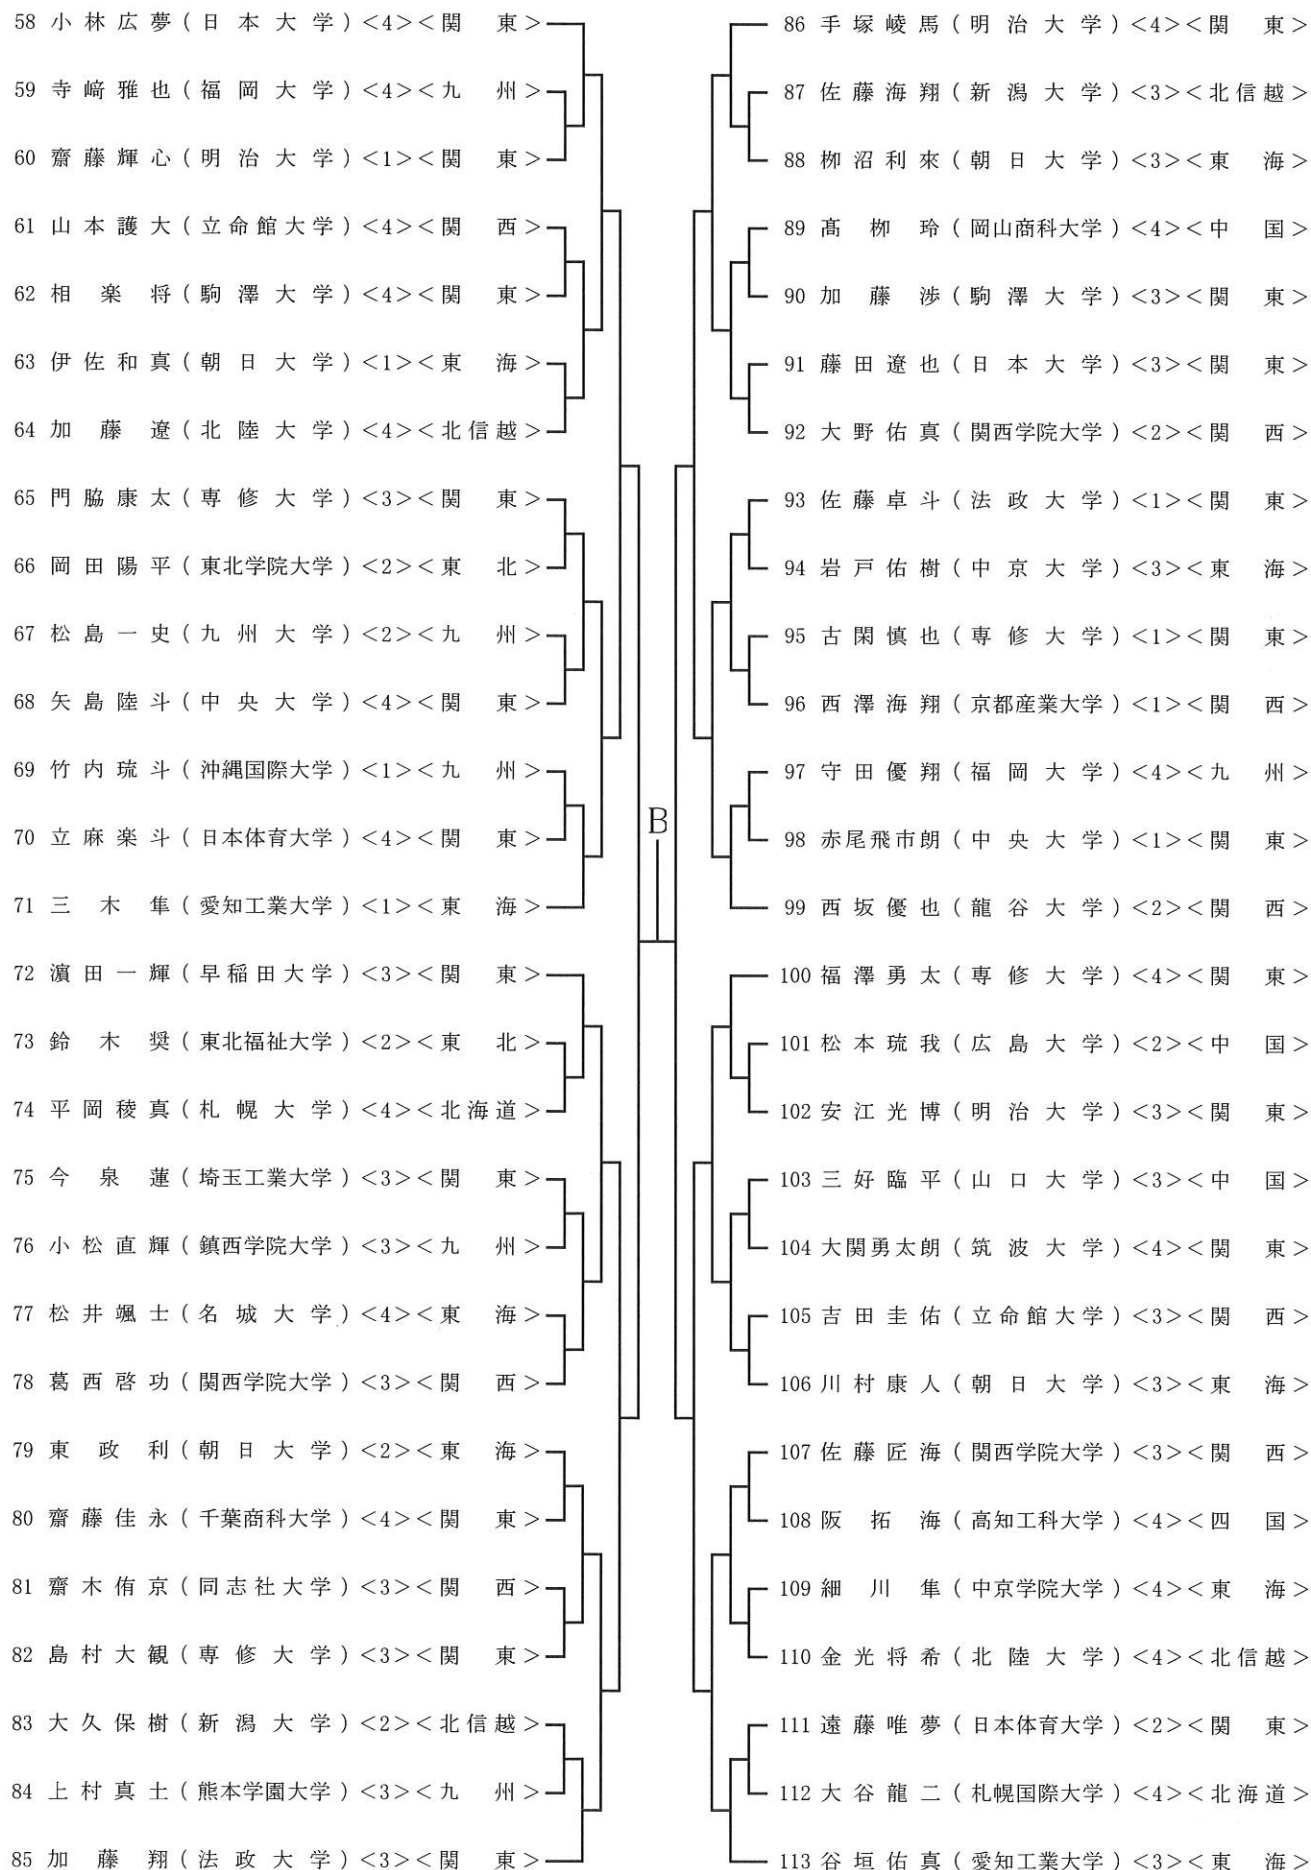 58 小林広夢(日本大学)<4><関東>
59 寺﨑雅也(福岡大学)<4><九州>
60 齋藤輝心(明治大学)<1><関東>
61 山本護大(立命館大学)<4><関西>
62 相楽将(駒澤大学)<4><関東>
63 伊佐和真(朝日大学)<1><東海>
64 加藤遼(北陸大学)<4><北信越>
65 門脇康太(専修大学)<3><関東>
66 岡田陽平(東北学院大学)<2><東北>
67 松島一史(九州大学)<2><九州>
68 矢島陸斗(中央大学)<4><関東>
69 竹内琉斗(沖縄国際大学)<1><九州>
70 立麻楽斗(日本体育大学)<4><関東>
71 三木隼(愛知工業大学)<1><東海>
72 濵田一輝(早稲田大学)<3><関東>
73 鈴木奨(東北福祉大学)<2><東北>
74 平岡稜真(札幌大学)<4><北海道>
75 今泉蓮(埼玉工業大学)<3><関東>
76 小松直輝(鎮西学院大学)<3><九州>
77 松井颯士(名城大学)<4><東海>
78 葛西啓功(関西学院大学)<3><関西>
79 東政利(朝日大学)<2><東海>
80 齋藤佳永(千葉商科大学)<4><関東>
81 齋木侑京(同志社大学)<3><関西>
82 島村大観(専修大学)<3><関東>
83 大久保樹(新潟大学)<2><北信越>
84 上村真士(熊本学園大学)<3><九州>
85 加藤翔(法政大学)<3><関東>
B
86 手塚崚馬(明治大学)<4><関東>
87 佐藤海翔(新潟大学)<3><北信越>
88 栁沼利來(朝日大学)<3><東海>
89 髙栁玲(岡山商科大学)<4><中国>
90 加藤渉(駒澤大学)<3><関東>
91 藤田遼也(日本大学)<3><関東>
92 大野佑真(関西学院大学)<2><関西>
93 佐藤卓斗(法政大学)<1><関東>
94 岩戸佑樹(中京大学)<3><東海>
95 古閑慎也(専修大学)<1><関東>
96 西澤海翔(京都産業大学)<1><関西>
97 守田優翔(福岡大学)<4><九州>
98 赤尾飛市朗(中央大学)<1><関東>
99 西坂優也(龍谷大学)<2><関西>
100 福澤勇太(専修大学)<4><関東>
101 松本琉我(広島大学)<2><中国>
102 安江光博(明治大学)<3><関東>
103 三好臨平(山口大学)<3><中国>
104 大関勇太朗(筑波大学)<4><関東>
105 吉田圭佑(立命館大学)<3><関西>
106 川村康人(朝日大学)<3><東海>
107 佐藤匠海(関西学院大学)<3><関西>
108 阪拓海(高知工科大学)<4><四国>
109 細川隼(中京学院大学)<4><東海>
110 金光将希(北陸大学)<4><北信越>
111 遠藤唯夢(日本体育大学)<2><関東>
112 大谷龍二(札幌国際大学)<4><北海道>
113 谷垣佑真(愛知工業大学)<3><東海>